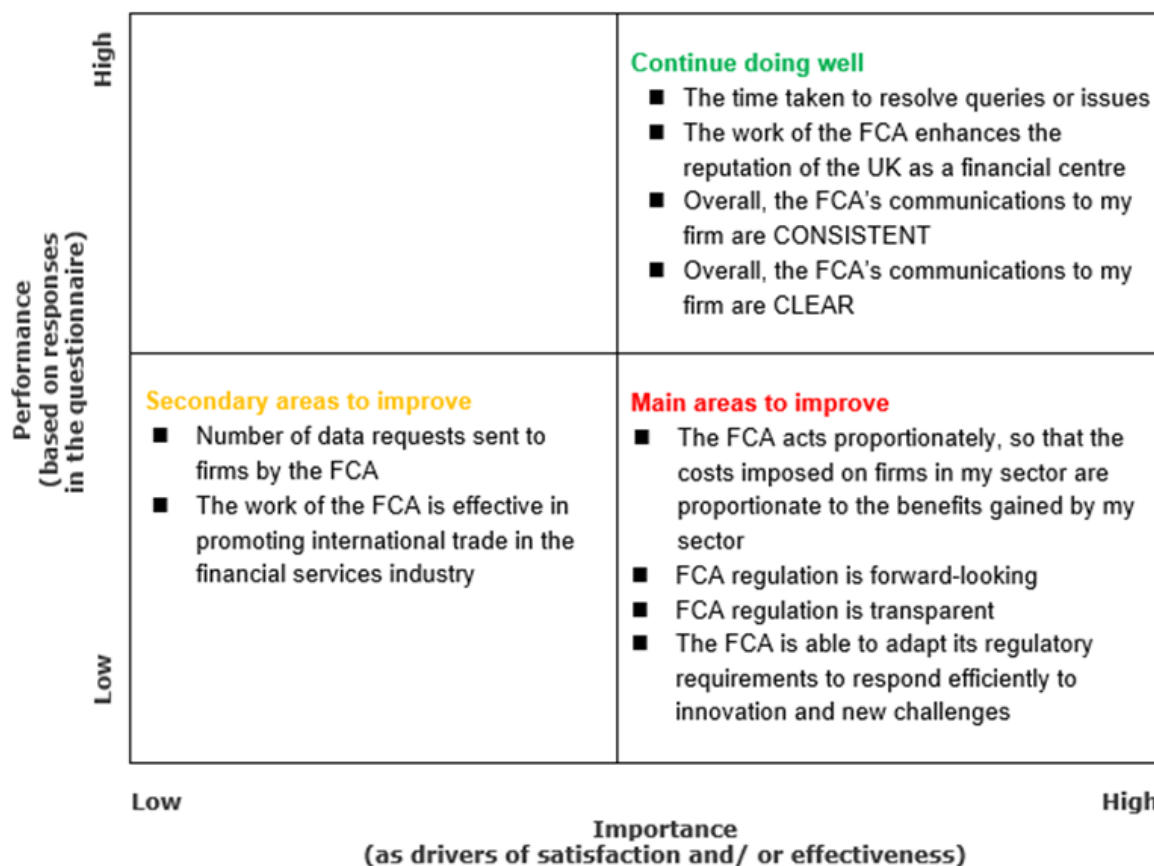 High
Performance
(based on responses
in the questionnaire)
Low
Continue doing well
■ The time taken to resolve queries or issues
■ The work of the FCA enhances the
reputation of the UK as a financial centre
■ Overall, the FCA's communications to my
firm are CONSISTENT
■ Overall, the FCA's communications to my
firm are CLEAR
Secondary areas to improve
■ Number of data requests sent to
firms by the FCA
■ The work of the FCA is effective in
promoting international trade in the
financial services industry
Main areas to improve
■ The FCA acts proportionately, so that the
costs imposed on firms in my sector are
proportionate to the benefits gained by my
sector
■ FCA regulation is forward-looking
■ FCA regulation is transparent
■ The FCA is able to adapt its regulatory
requirements to respond efficiently to
innovation and new challenges
Low
High
Importance
(as drivers of satisfaction and/ or effectiveness)